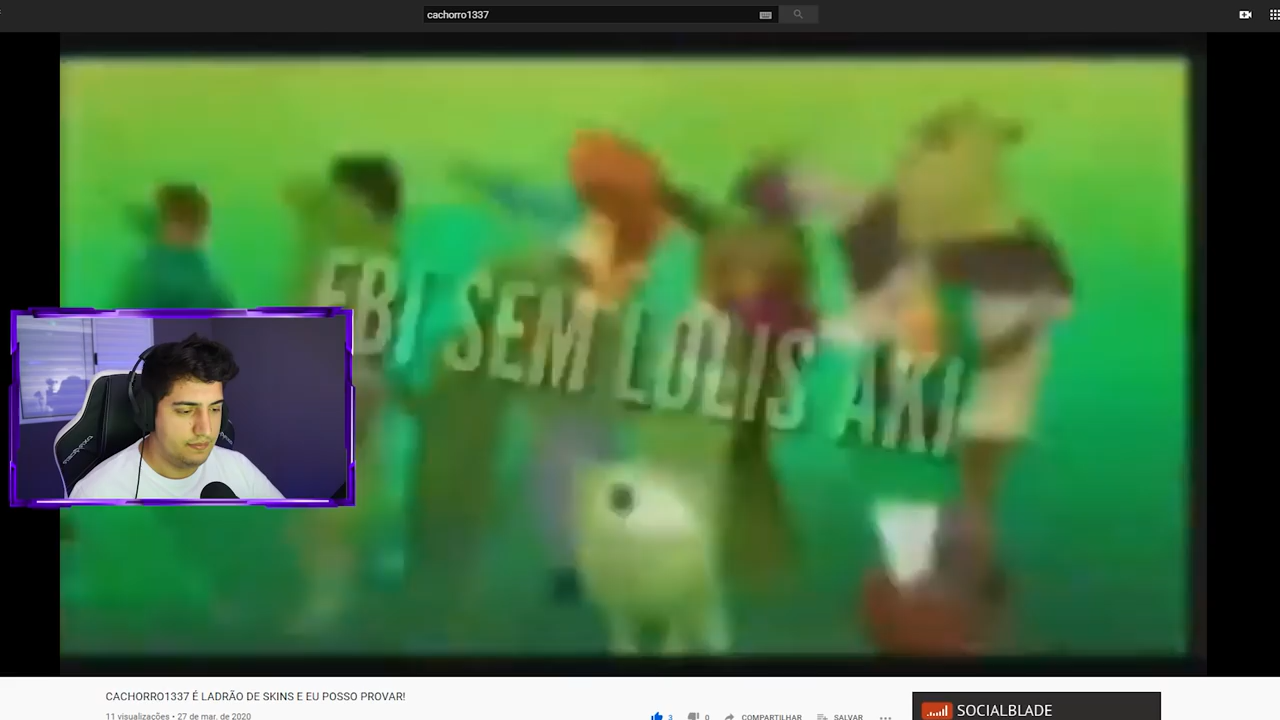 cachorro1337
FBI SEM LOLIS AKI
CACHORRO1337 É LADRÃO DE SKINS E EU POSSO PROVAR!
11 visualizações • 27 de mar. de 2020
3
0
COMPARTILHAR
SALVAR
SOCIALBLADE